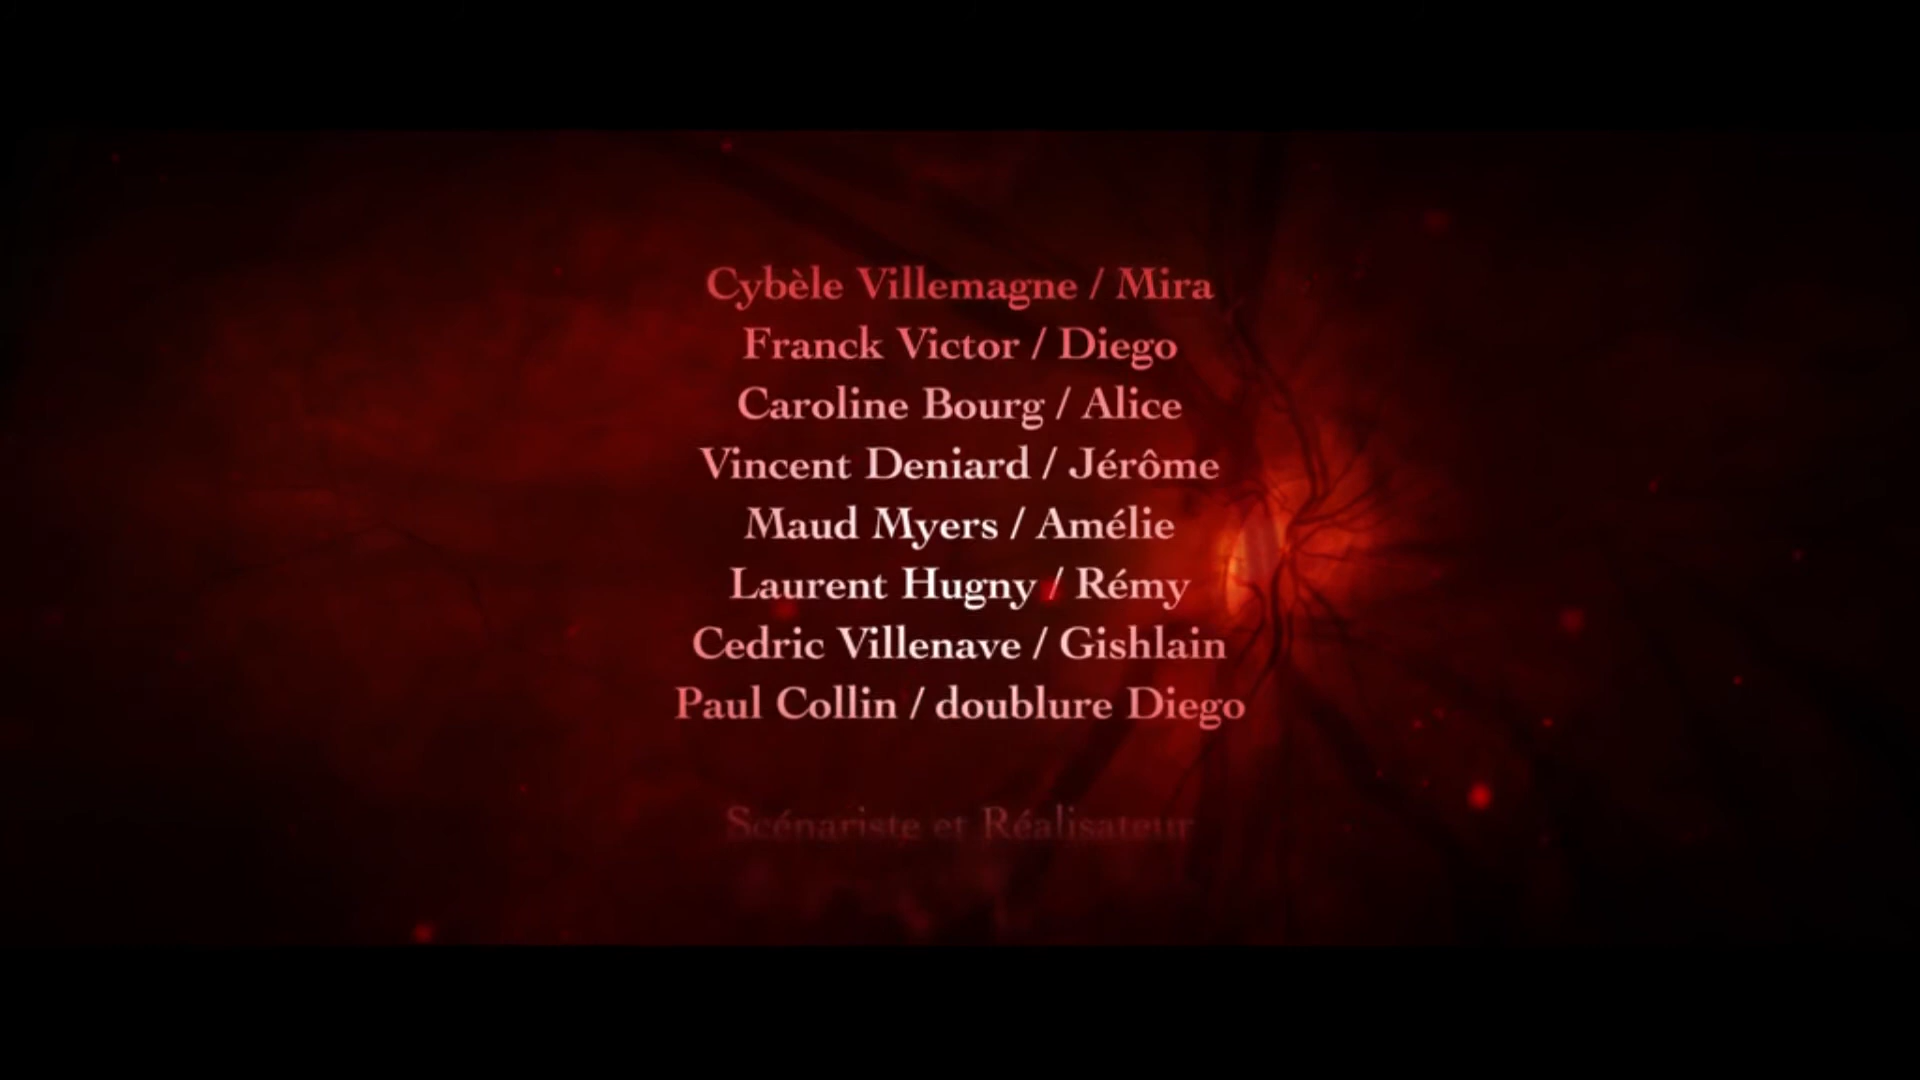 Cybèle Villemagne / Mira
Franck Victor / Diego
Caroline Bourg / Alice
Vincent Deniard / Jérôme
Maud Myers / Amélie
Laurent Hugny / Rémy
Cedric Villenave / Gishlain
Paul Collin / doublure Diego
Scénariste et Réalisateur